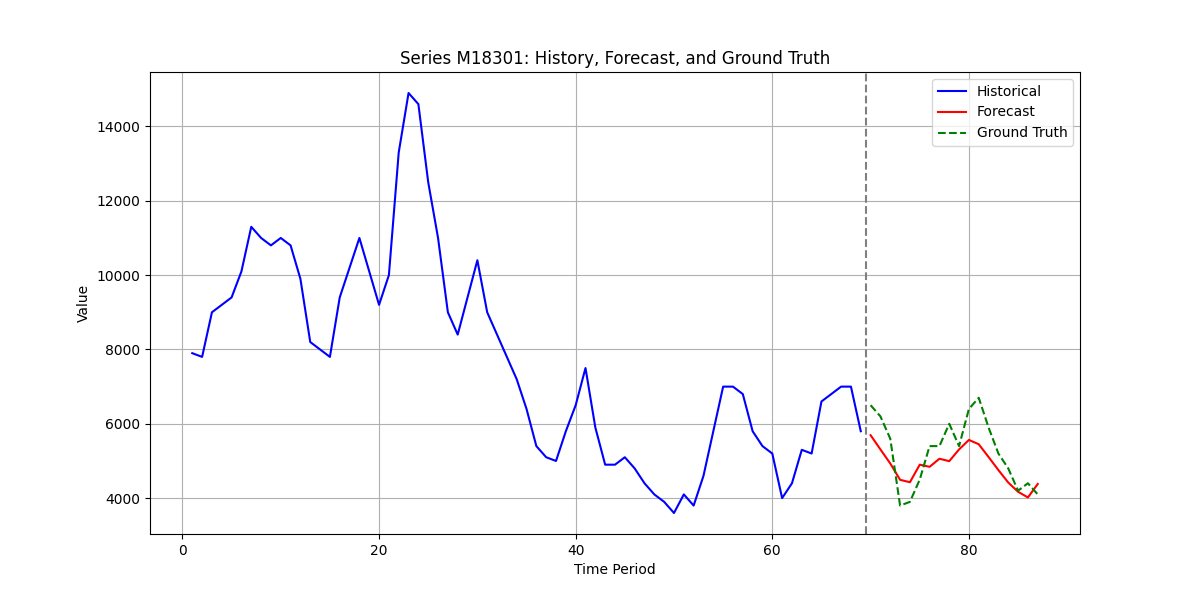 Series M18301: History, Forecast, and Ground Truth
Historical
Forecast
Ground Truth
14000
12000
10000
8000
6000
4000
Value
0
20
40
60
80
Time Period